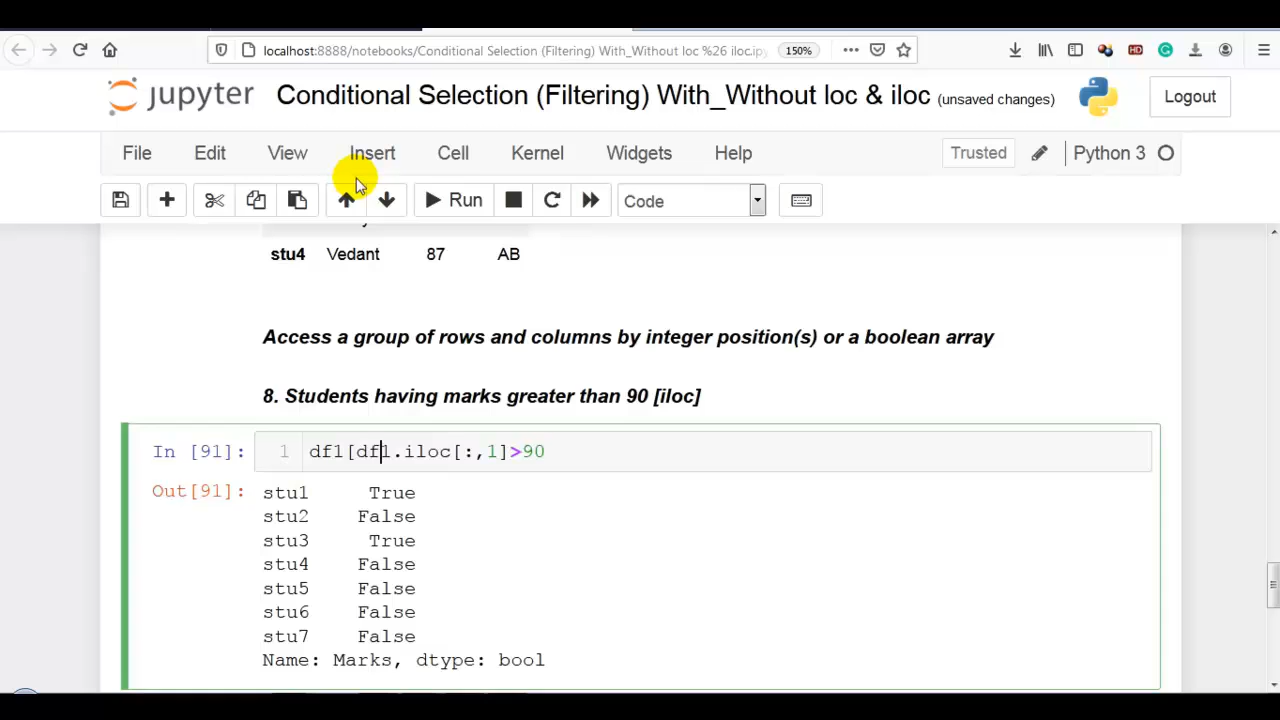 localhost:8888/notebooks/Conditional Selection (Filtering) With_Without loc %26 iloc.ipy
150%
HD
jupyter Conditional Selection (Filtering) With_Without loc & iloc (unsaved changes)
Logout
File Edit View Insert Cell Kernel Widgets Help Trusted Python 3
Run Code
stu4 Vedant 87 AB
Access a group of rows and columns by integer position(s) or a boolean array
8. Students having marks greater than 90 [iloc]
In [91]: 1 df1[df1.iloc[:,1]>90
Out[91]: stu1 True
stu2 False
stu3 True
stu4 False
stu5 False
stu6 False
stu7 False
Name: Marks, dtype: bool